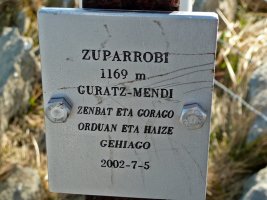 ZUPARROBI
1169 m
GURATZ-MENDI
ZENBAT ETA GORAGO
ORDUAN ETA HAIZE
GEHIAGO
2002-7-5